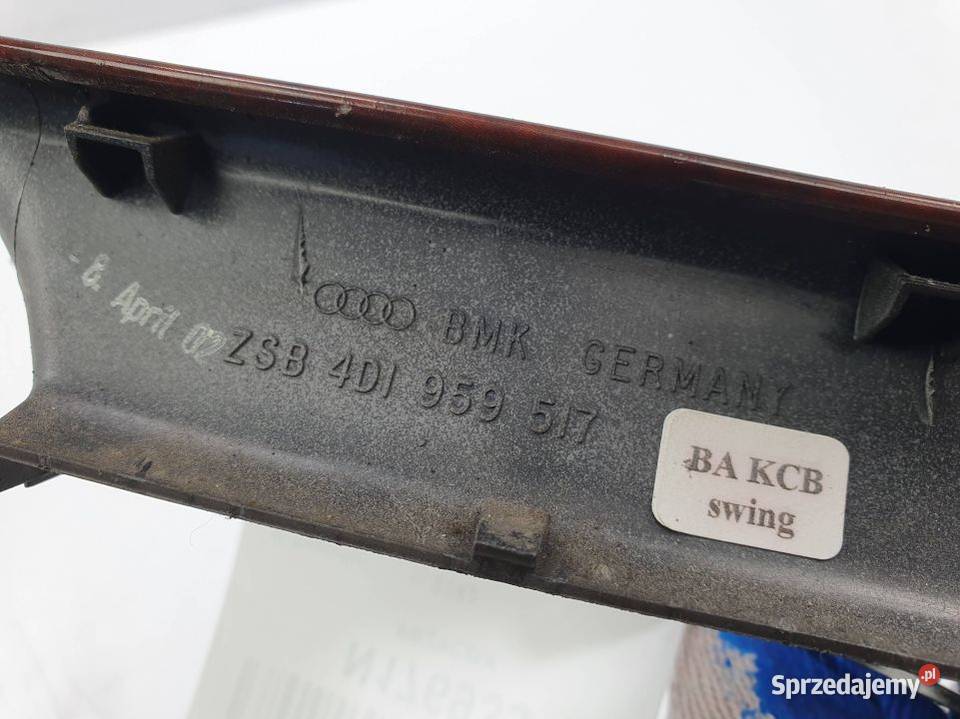 - 8. April 02
BMK GERMANY
ZSB 4D1 959 517
BA KCB
swing
Sprzedajemy.pl